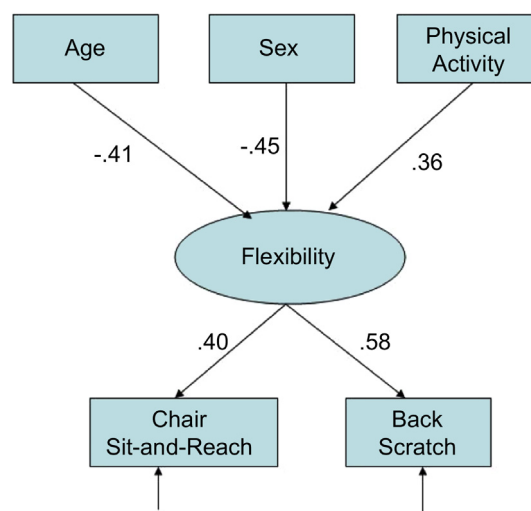 Age
Sex
Physical
Activity
-.41
-.45
.36
Flexibility
.40
.58
Chair
Sit-and-Reach
Back
Scratch